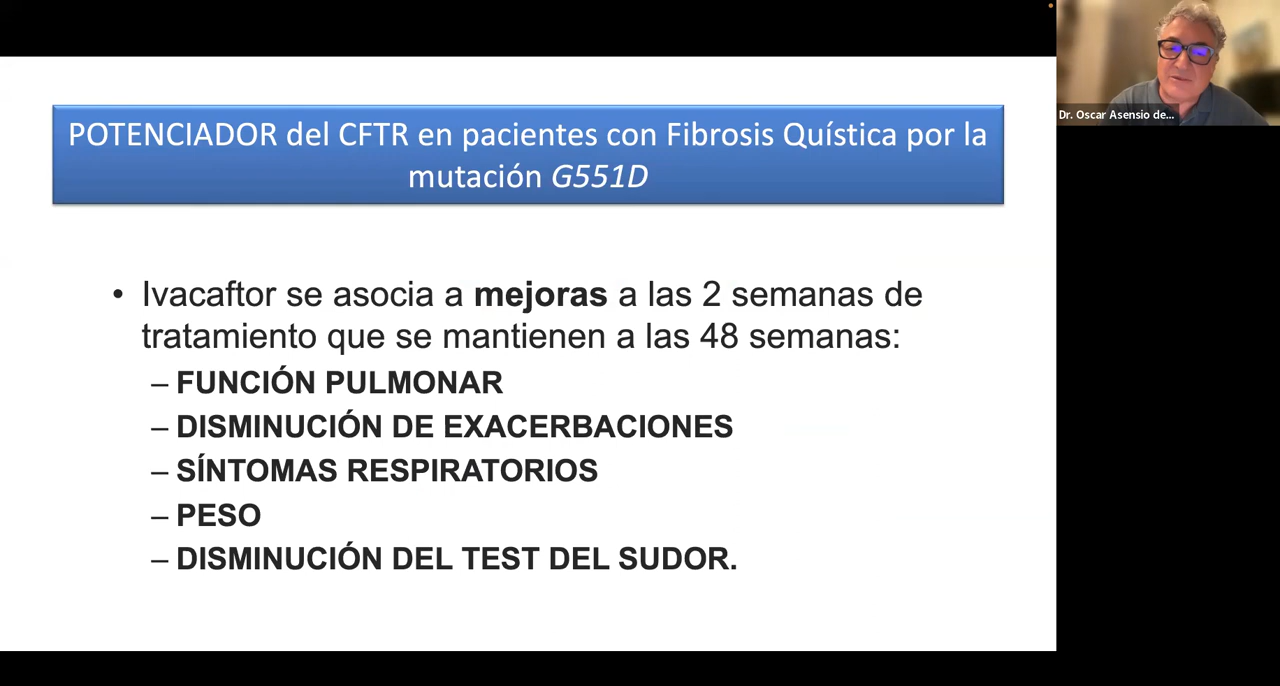 POTENCIADOR del CFTR en pacientes con Fibrosis Quística por la
mutación G551D
• Ivacaftor se asocia a mejoras a las 2 semanas de
tratamiento que se mantienen a las 48 semanas:
– FUNCIÓN PULMONAR
– DISMINUCIÓN DE EXACERBACIONES
– SÍNTOMAS RESPIRATORIOS
– PESO
– DISMINUCIÓN DEL TEST DEL SUDOR.
Dr. Oscar Asensio de...